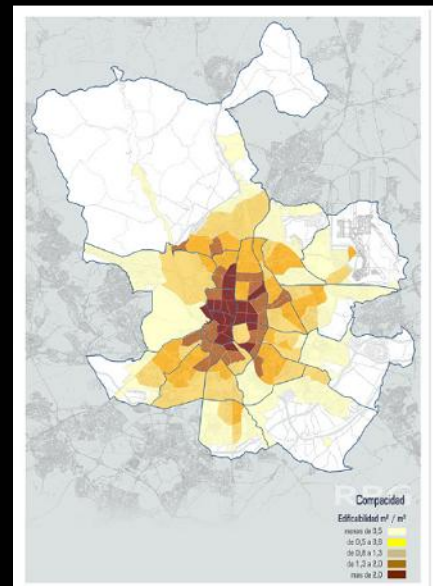 Compacidad
Edificabilidad m² / m²
menos de 0,5
de 0,5 a 0,8
de 0,8 a 1,3
de 1,3 a 2,0
mas de 2,0